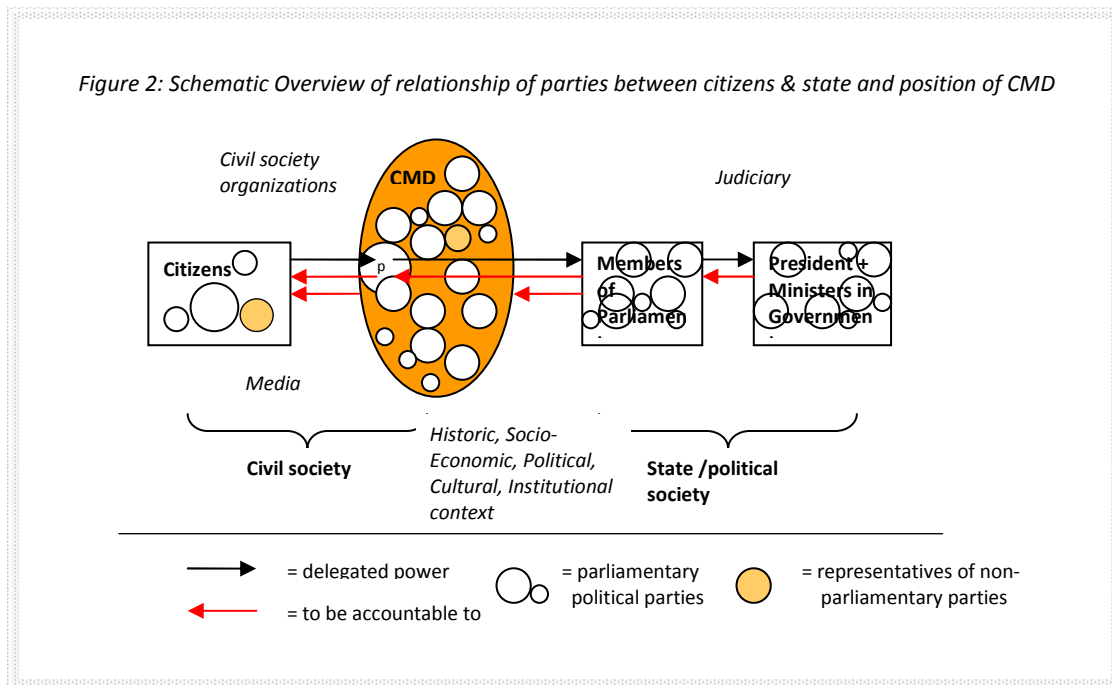 Figure 2: Schematic Overview of relationship of parties between citizens & state and position of CMD
Civil society
organizations
CMD
Judiciary
Citizens
p
Members
of
Parliamen
President +
Ministers in
Governmen
Media
Historic, Socio-
Economic, Political,
Cultural, Institutional
context
Civil society
State /political
society
= delegated power
= to be accountable to
= parliamentary
political parties
= representatives of non-
parliamentary parties